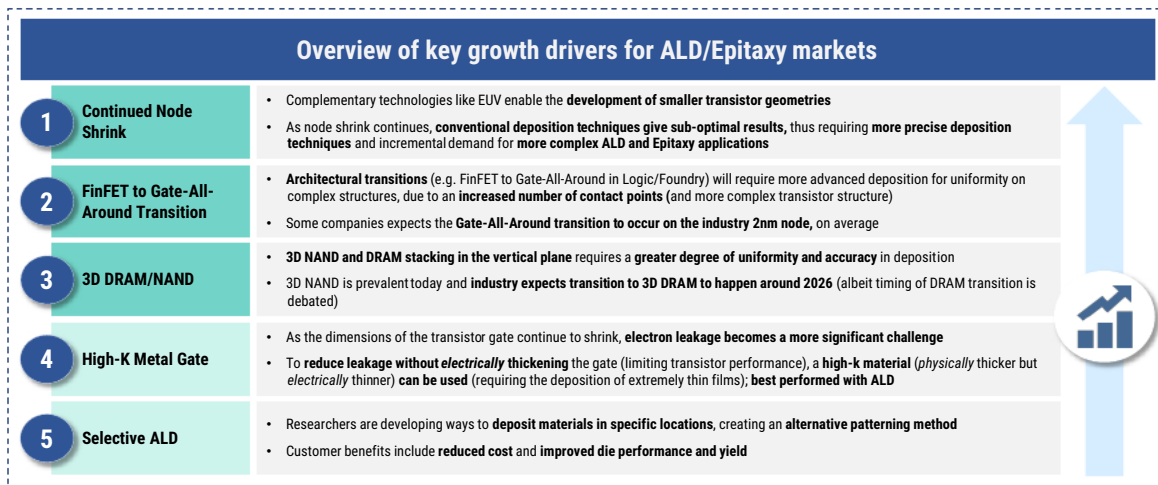 Overview of key growth drivers for ALD/Epitaxy markets
1
Continued Node
Shrink
• Complementary technologies like EUV enable the development of smaller transistor geometries
• As node shrink continues, conventional deposition techniques give sub-optimal results, thus requiring more precise deposition
techniques and incremental demand for more complex ALD and Epitaxy applications
2
FinFET to Gate-All-
Around Transition
• Architectural transitions (e.g. FinFET to Gate-All-Around in Logic/Foundry) will require more advanced deposition for uniformity on
complex structures, due to an increased number of contact points (and more complex transistor structure)
• Some companies expects the Gate-All-Around transition to occur on the industry 2nm node, on average
3
3D DRAM/NAND
• 3D NAND and DRAM stacking in the vertical plane requires a greater degree of uniformity and accuracy in deposition
• 3D NAND is prevalent today and industry expects transition to 3D DRAM to happen around 2026 (albeit timing of DRAM transition is
debated)
4
High-K Metal Gate
• As the dimensions of the transistor gate continue to shrink, electron leakage becomes a more significant challenge
• To reduce leakage without electrically thickening the gate (limiting transistor performance), a high-k material (physically thicker but
electrically thinner) can be used (requiring the deposition of extremely thin films); best performed with ALD
5
Selective ALD
• Researchers are developing ways to deposit materials in specific locations, creating an alternative patterning method
• Customer benefits include reduced cost and improved die performance and yield